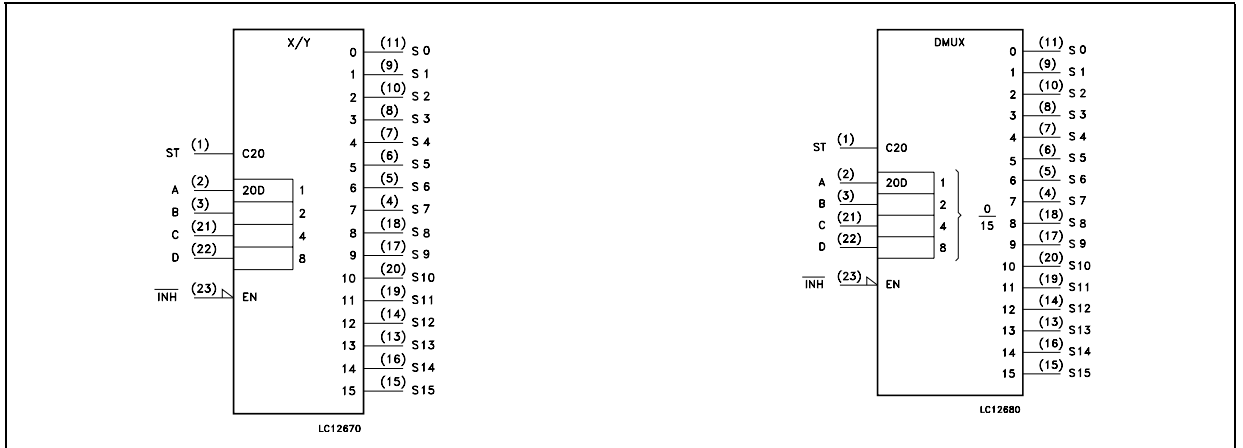 X/Y
0 (11) S 0
1 (9) S 1
2 (10) S 2
3 (8) S 3
4 (7) S 4
5 (6) S 5
6 (5) S 6
7 (4) S 7
8 (18) S 8
9 (17) S 9
10 (20) S10
11 (19) S11
12 (14) S12
13 (13) S13
14 (16) S14
15 (15) S15
ST (1) C20
A (2) 20D 1
B (3) 2
C (21) 4
D (22) 8
INH (23) EN
LC12670
DMUX
0 (11) S 0
1 (9) S 1
2 (10) S 2
3 (8) S 3
4 (7) S 4
5 (6) S 5
6 (5) S 6
7 (4) S 7
8 (18) S 8
9 (17) S 9
10 (20) S10
11 (19) S11
12 (14) S12
13 (13) S13
14 (16) S14
15 (15) S15
ST (1) C20
A (2) 20D 1
B (3) 2
C (21) 4
D (22) 8
0
15
INH (23) EN
LC12680